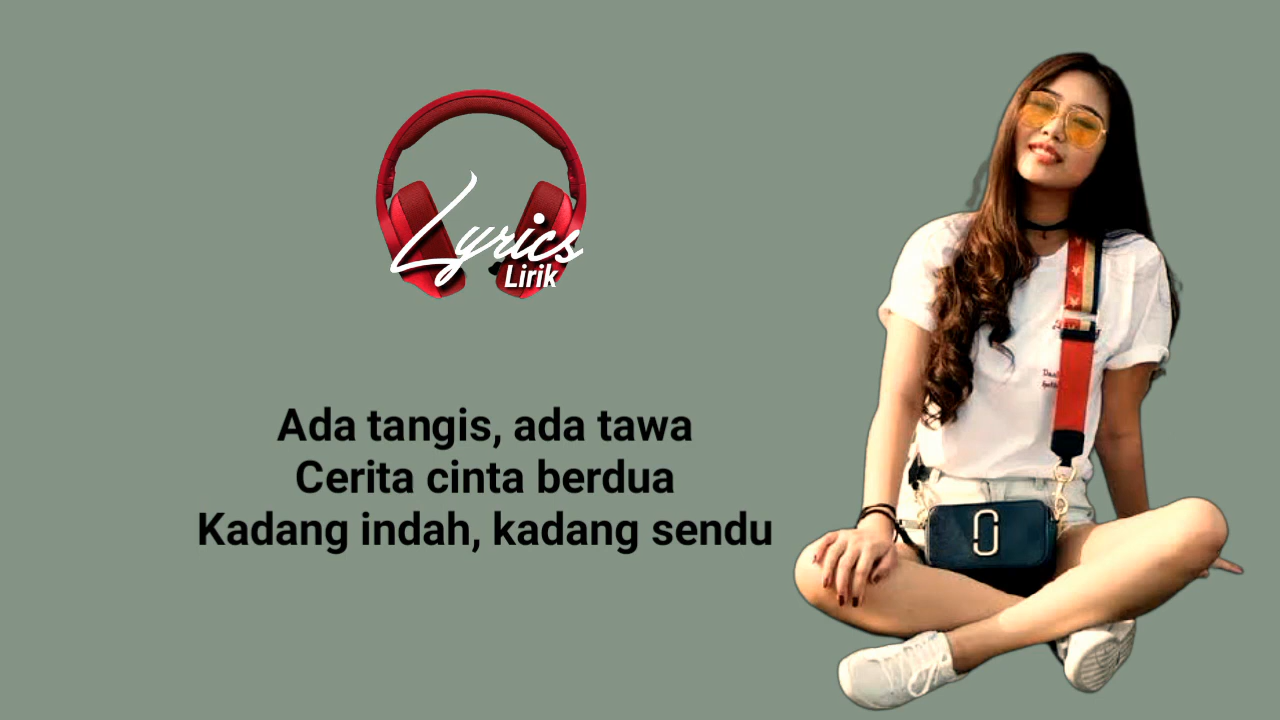 Lyrics
Lirik
Ada tangis, ada tawa
Cerita cinta berdua
Kadang indah, kadang sendu